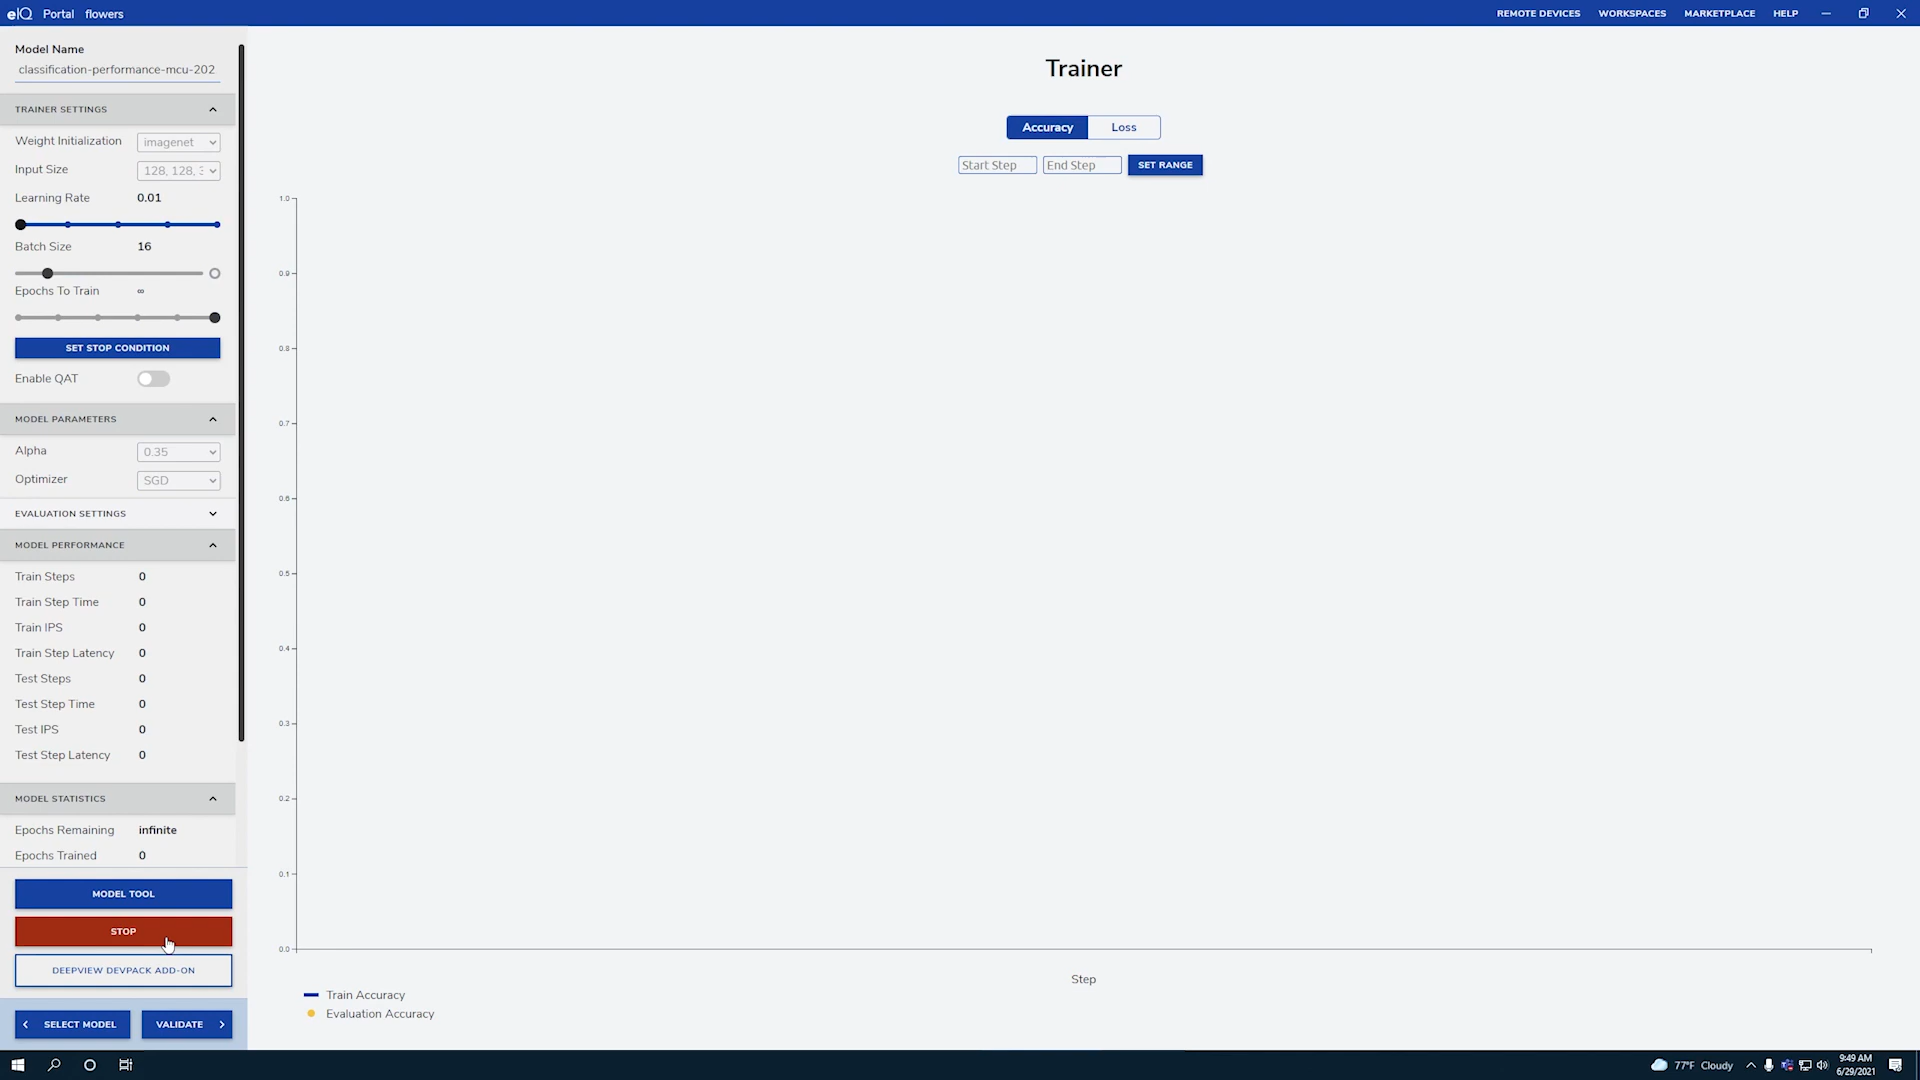 eIQ Portal flowers
REMOTE DEVICES WORKSPACES MARKETPLACE HELP
Model Name
classification-performance-mcu-202
TRAINER SETTINGS
Weight Initialization imagenet
Input Size 128, 128, 3
Learning Rate 0.01
Batch Size 16
Epochs To Train ∞
SET STOP CONDITION
Enable QAT
MODEL PARAMETERS
Alpha 0.35
Optimizer SGD
EVALUATION SETTINGS
MODEL PERFORMANCE
Train Steps 0
Train Step Time 0
Train IPS 0
Train Step Latency 0
Test Steps 0
Test Step Time 0
Test IPS 0
Test Step Latency 0
MODEL STATISTICS
Epochs Remaining infinite
Epochs Trained 0
MODEL TOOL
STOP
DEEPVIEW DEVPACK ADD-ON
SELECT MODEL VALIDATE
Trainer
Accuracy Loss
Start Step End Step SET RANGE
1.0
0.9
0.8
0.7
0.6
0.5
0.4
0.3
0.2
0.1
0.0
Step
Train Accuracy
Evaluation Accuracy
77°F Cloudy
9:49 AM
6/29/2021